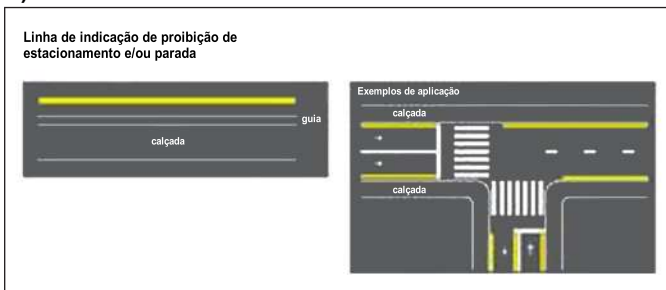 Linha de indicação de proibição de
estacionamento e/ou parada
guia
calçada
Exemplos de aplicação
calçada
calçada